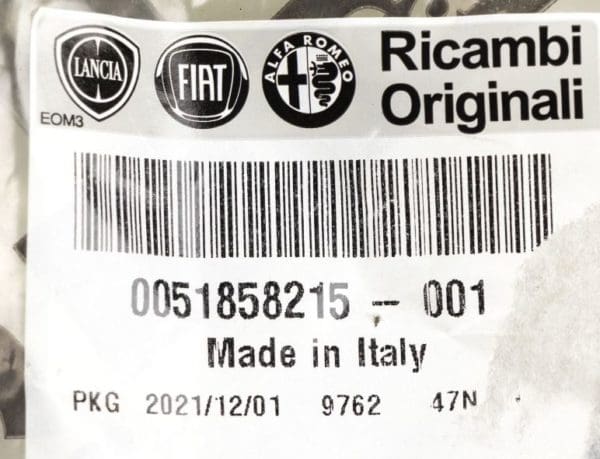 LANCIA FIAT ALFA ROMEO Ricambi
Originali
EOM3
0051858215 - 001
Made in Italy
PKG 2021/12/01 9762 47N